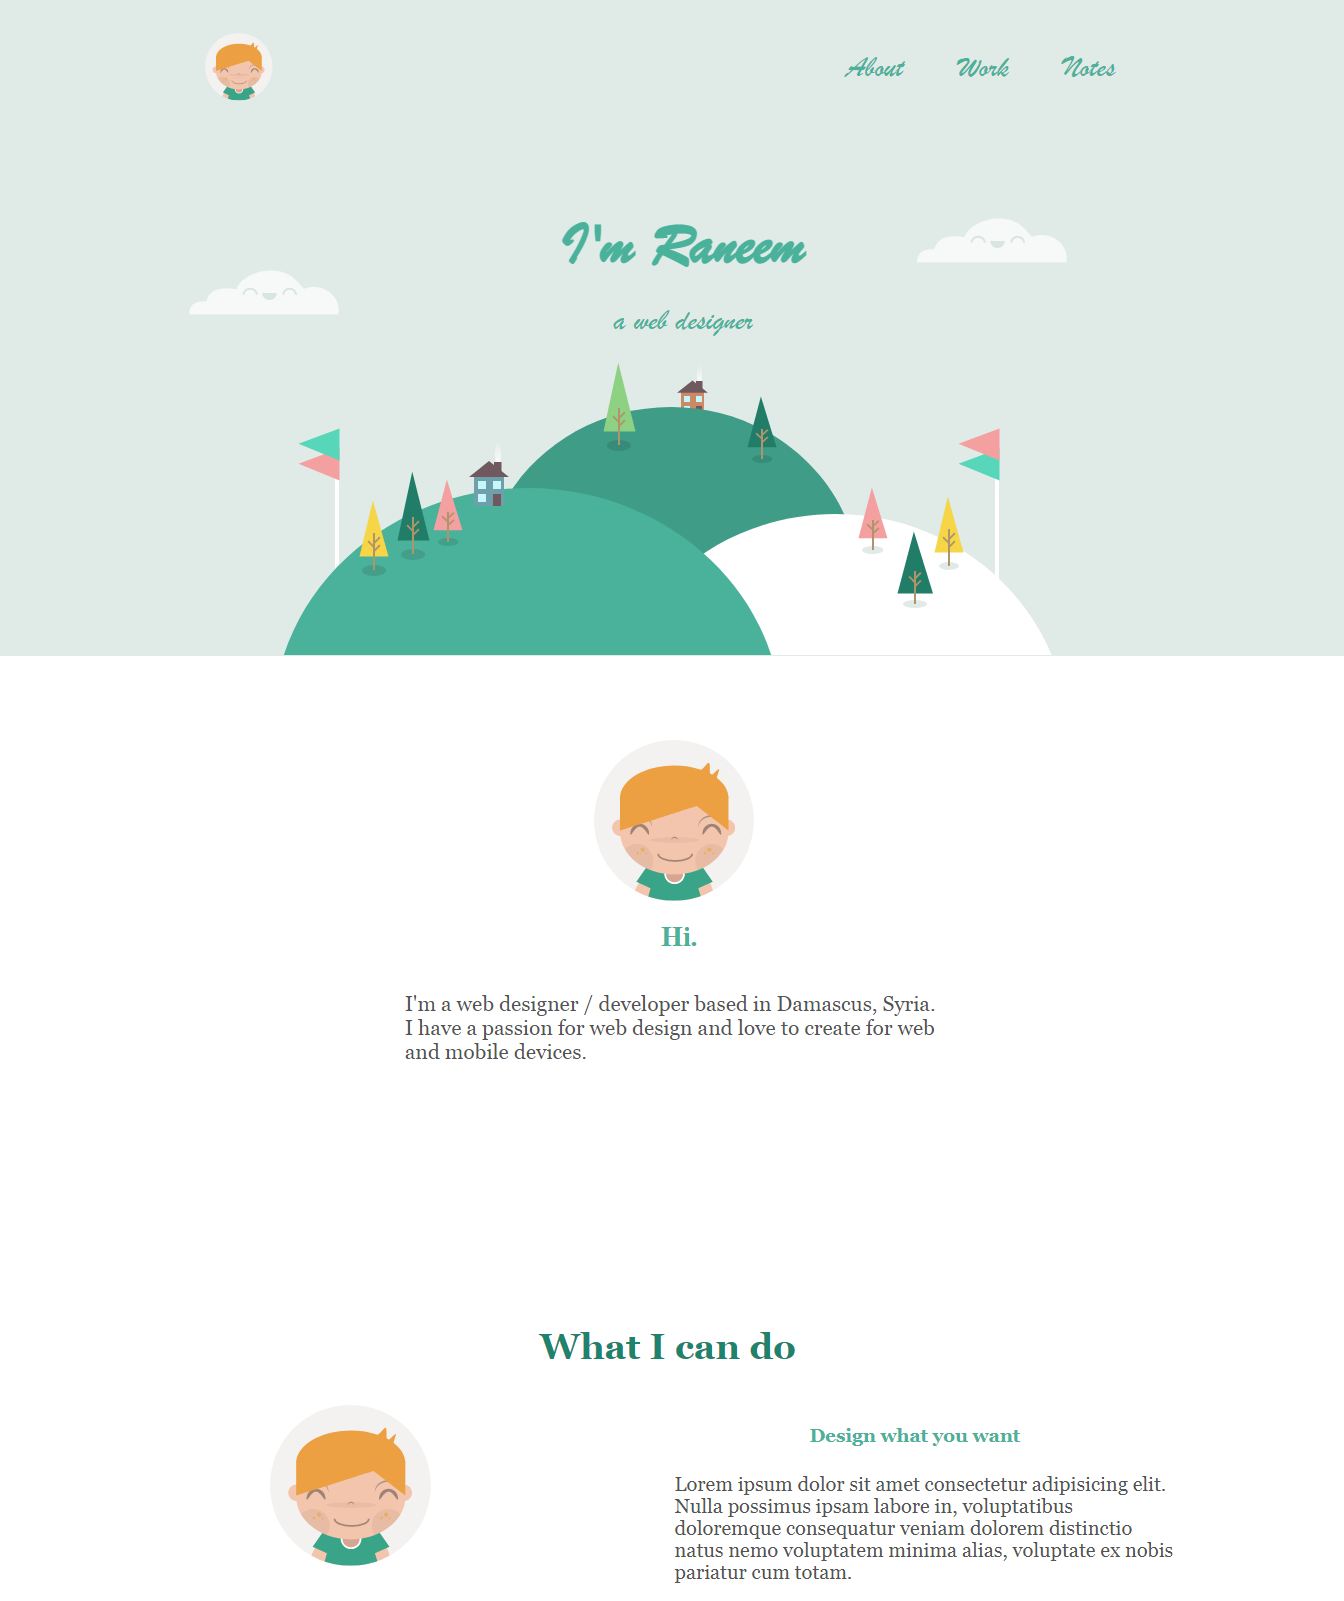 About Work Notes
I'm Raneem
a web designer
Hi.
I'm a web designer / developer based in Damascus, Syria.
I have a passion for web design and love to create for web
and mobile devices.
What I can do
Design what you want
Lorem ipsum dolor sit amet consectetur adipisicing elit.
Nulla possimus ipsam labore in, voluptatibus
doloremque consequatur veniam dolorem distinctio
natus nemo voluptatem minima alias, voluptate ex nobis
pariatur cum totam.